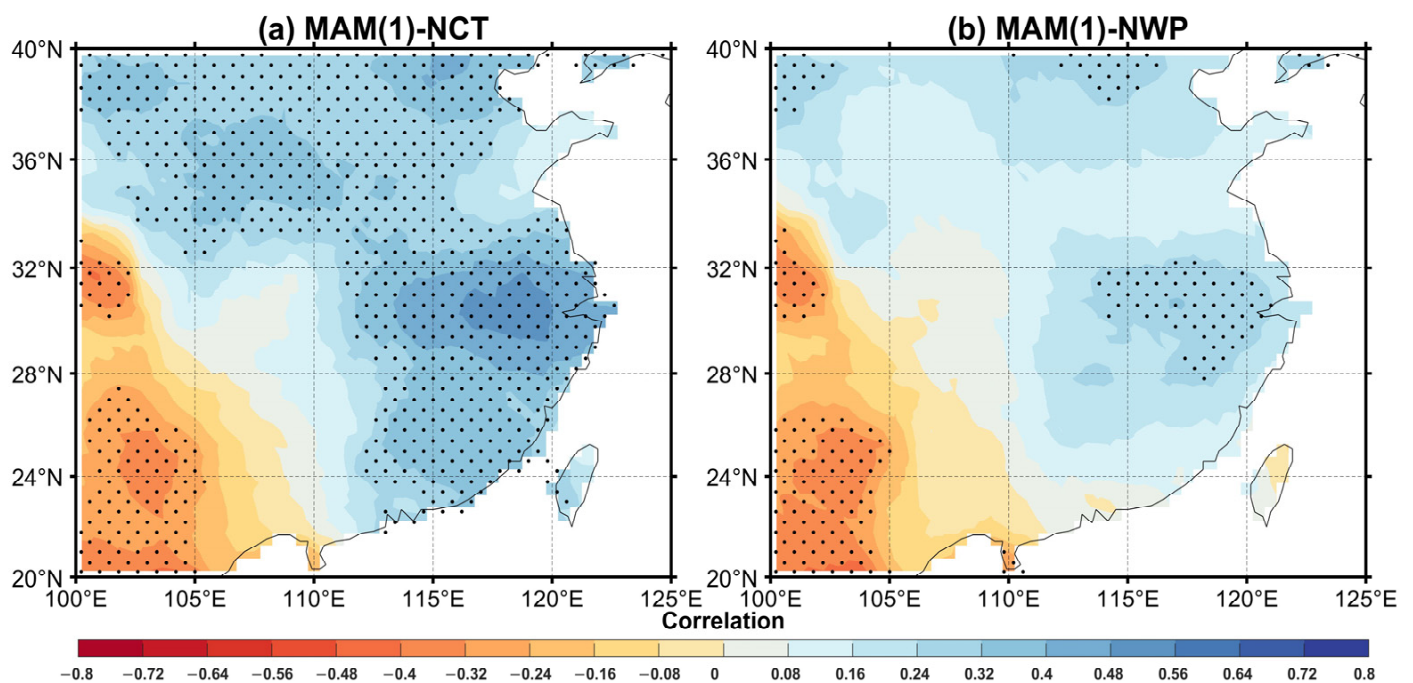 (a) MAM(1)-NCT
(b) MAM(1)-NWP
40°N
36°N
32°N
28°N
24°N
20°N
100°E 105°E 110°E 115°E 120°E 125°E
40°N
36°N
32°N
28°N
24°N
20°N
100°E 105°E 110°E 115°E 120°E 125°E
Correlation
−0.8 −0.72 −0.64 −0.56 −0.48 −0.4 −0.32 −0.24 −0.16 −0.08 0 0.08 0.16 0.24 0.32 0.4 0.48 0.56 0.64 0.72 0.8